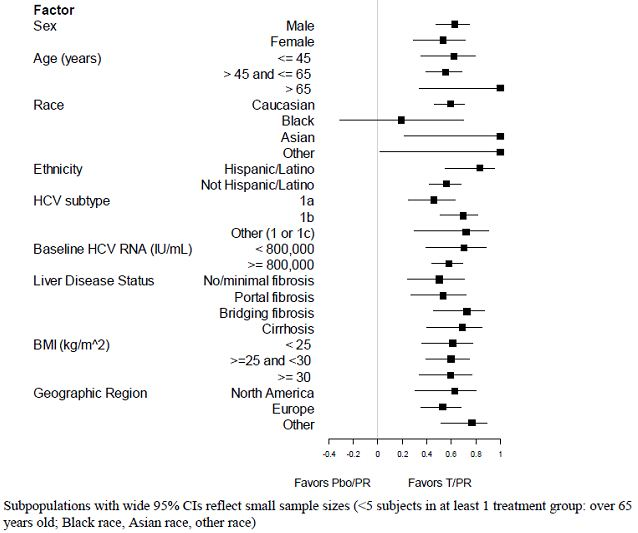 Factor
Sex Male
Female
Age (years) <= 45
> 45 and <= 65
> 65
Race Caucasian
Black
Asian
Other
Ethnicity Hispanic/Latino
Not Hispanic/Latino
HCV subtype 1a
1b
Other (1 or 1c)
Baseline HCV RNA (IU/mL) < 800,000
>= 800,000
Liver Disease Status No/minimal fibrosis
Portal fibrosis
Bridging fibrosis
Cirrhosis
BMI (kg/m^2) < 25
>=25 and <30
>= 30
Geographic Region North America
Europe
Other
-0.4 -0.2 0 0.2 0.4 0.6 0.8 1
Favors Pbo/PR Favors T/PR
Subpopulations with wide 95% CIs reflect small sample sizes (<5 subjects in at least 1 treatment group: over 65
years old; Black race, Asian race, other race)